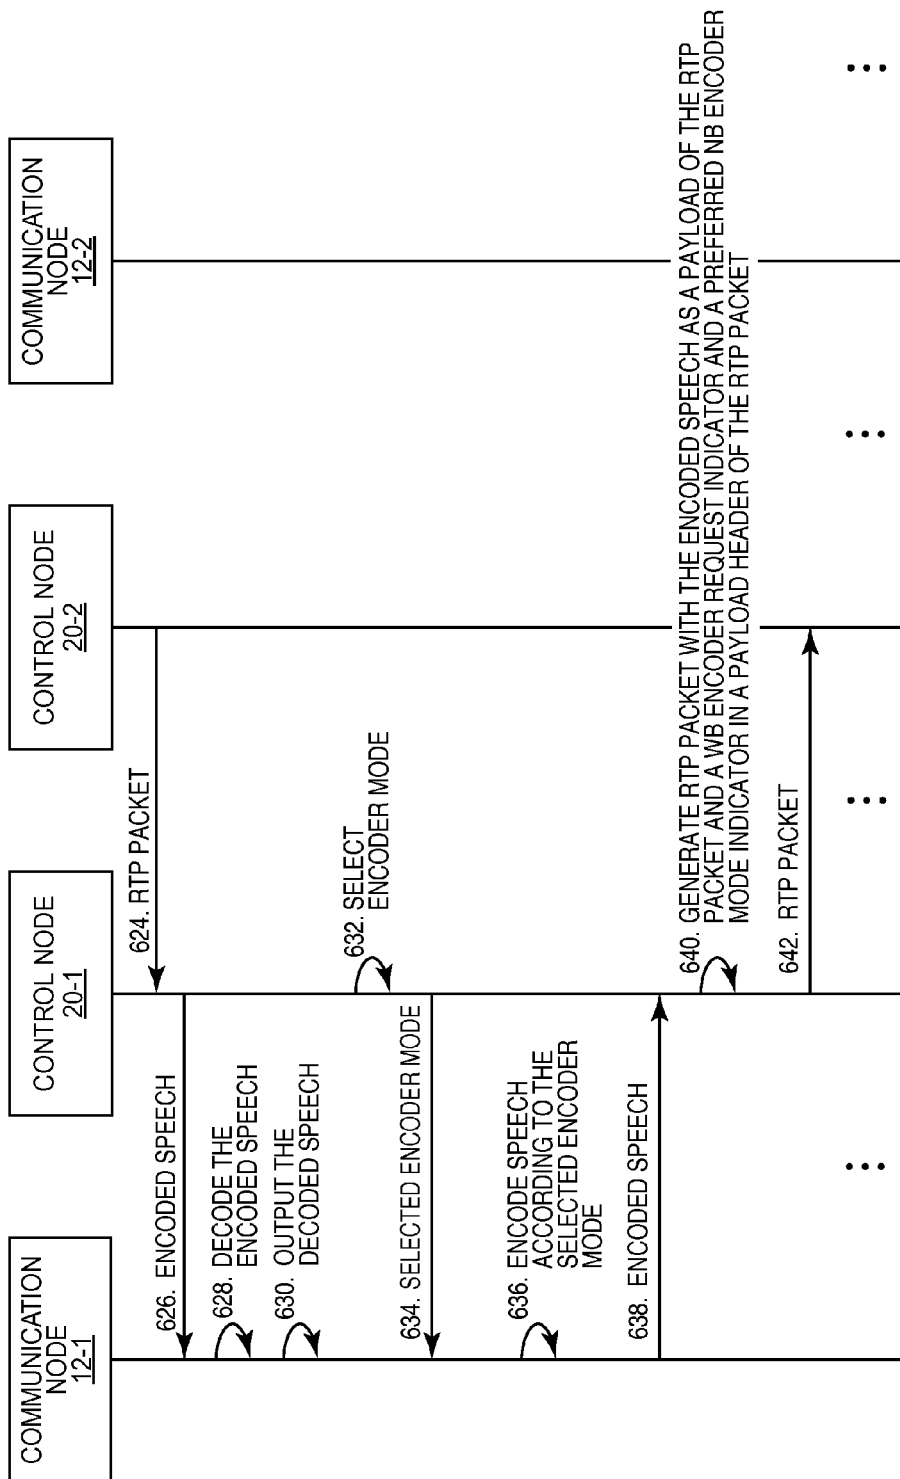 COMMUNICATION
NODE
12-1
CONTROL NODE
20-1
CONTROL NODE
20-2
COMMUNICATION
NODE
12-2
624. RTP PACKET
626. ENCODED SPEECH
628. DECODE THE
ENCODED SPEECH
630. OUTPUT THE
DECODED SPEECH
632. SELECT
ENCODER MODE
634. SELECTED ENCODER MODE
636. ENCODE SPEECH
ACCORDING TO THE
SELECTED ENCODER
MODE
638. ENCODED SPEECH
640. GENERATE RTP PACKET WITH THE ENCODED SPEECH AS A PAYLOAD OF THE RTP
PACKET AND A WB ENCODER REQUEST INDICATOR AND A PREFERRED NB ENCODER
MODE INDICATOR IN A PAYLOAD HEADER OF THE RTP PACKET
642. RTP PACKET
...
...
...
...